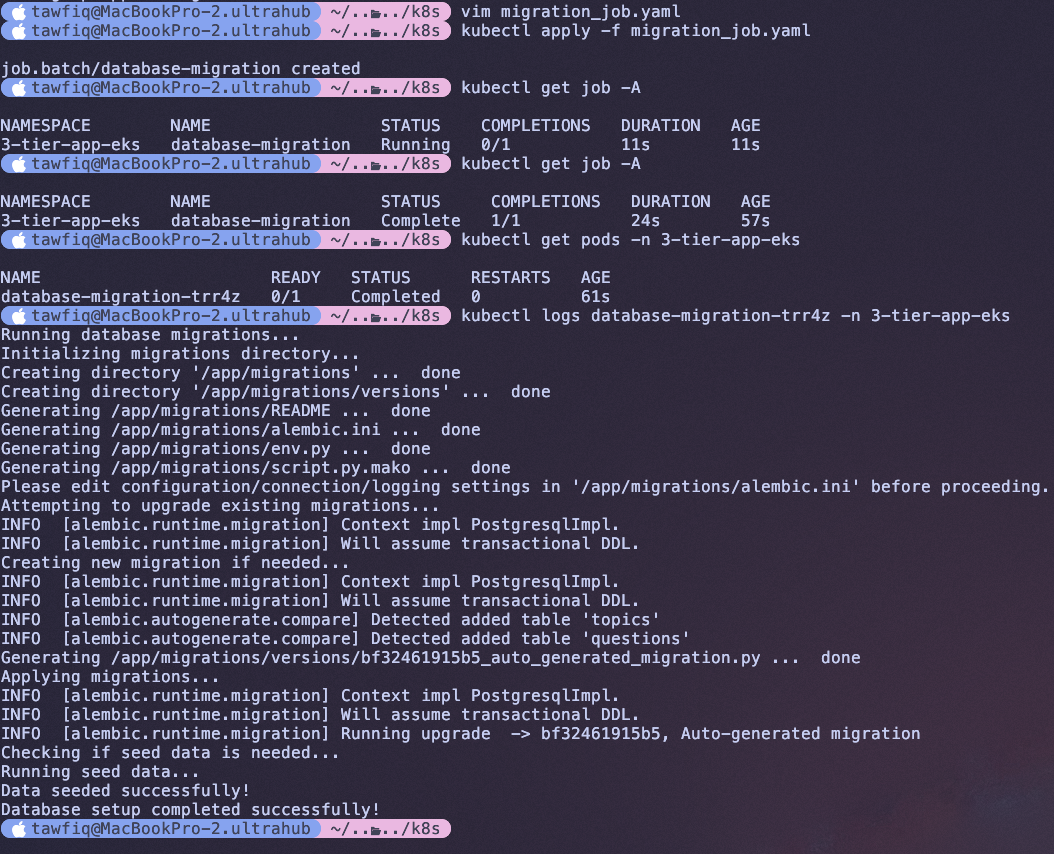 tawfiq@MacBookPro-2.ultrahub ~/..../k8s vim migration_job.yaml
tawfiq@MacBookPro-2.ultrahub ~/..../k8s kubectl apply -f migration_job.yaml
job.batch/database-migration created
tawfiq@MacBookPro-2.ultrahub ~/..../k8s kubectl get job -A
NAMESPACE NAME STATUS COMPLETIONS DURATION AGE
3-tier-app-eks database-migration Running 0/1 11s 11s
tawfiq@MacBookPro-2.ultrahub ~/..../k8s kubectl get job -A
NAMESPACE NAME STATUS COMPLETIONS DURATION AGE
3-tier-app-eks database-migration Complete 1/1 24s 57s
tawfiq@MacBookPro-2.ultrahub ~/..../k8s kubectl get pods -n 3-tier-app-eks
NAME READY STATUS RESTARTS AGE
database-migration-trr4z 0/1 Completed 0 61s
tawfiq@MacBookPro-2.ultrahub ~/..../k8s kubectl logs database-migration-trr4z -n 3-tier-app-eks
Running database migrations...
Initializing migrations directory...
Creating directory '/app/migrations' ... done
Creating directory '/app/migrations/versions' ... done
Generating /app/migrations/README ... done
Generating /app/migrations/alembic.ini ... done
Generating /app/migrations/env.py ... done
Generating /app/migrations/script.py.mako ... done
Please edit configuration/connection/logging settings in '/app/migrations/alembic.ini' before proceeding.
Attempting to upgrade existing migrations...
INFO [alembic.runtime.migration] Context impl PostgresqlImpl.
INFO [alembic.runtime.migration] Will assume transactional DDL.
Creating new migration if needed...
INFO [alembic.runtime.migration] Context impl PostgresqlImpl.
INFO [alembic.runtime.migration] Will assume transactional DDL.
INFO [alembic.autogenerate.compare] Detected added table 'topics'
INFO [alembic.autogenerate.compare] Detected added table 'questions'
Generating /app/migrations/versions/bf32461915b5_auto_generated_migration.py ... done
Applying migrations...
INFO [alembic.runtime.migration] Context impl PostgresqlImpl.
INFO [alembic.runtime.migration] Will assume transactional DDL.
INFO [alembic.runtime.migration] Running upgrade -> bf32461915b5, Auto-generated migration
Checking if seed data is needed...
Running seed data...
Data seeded successfully!
Database setup completed successfully!
tawfiq@MacBookPro-2.ultrahub ~/..../k8s